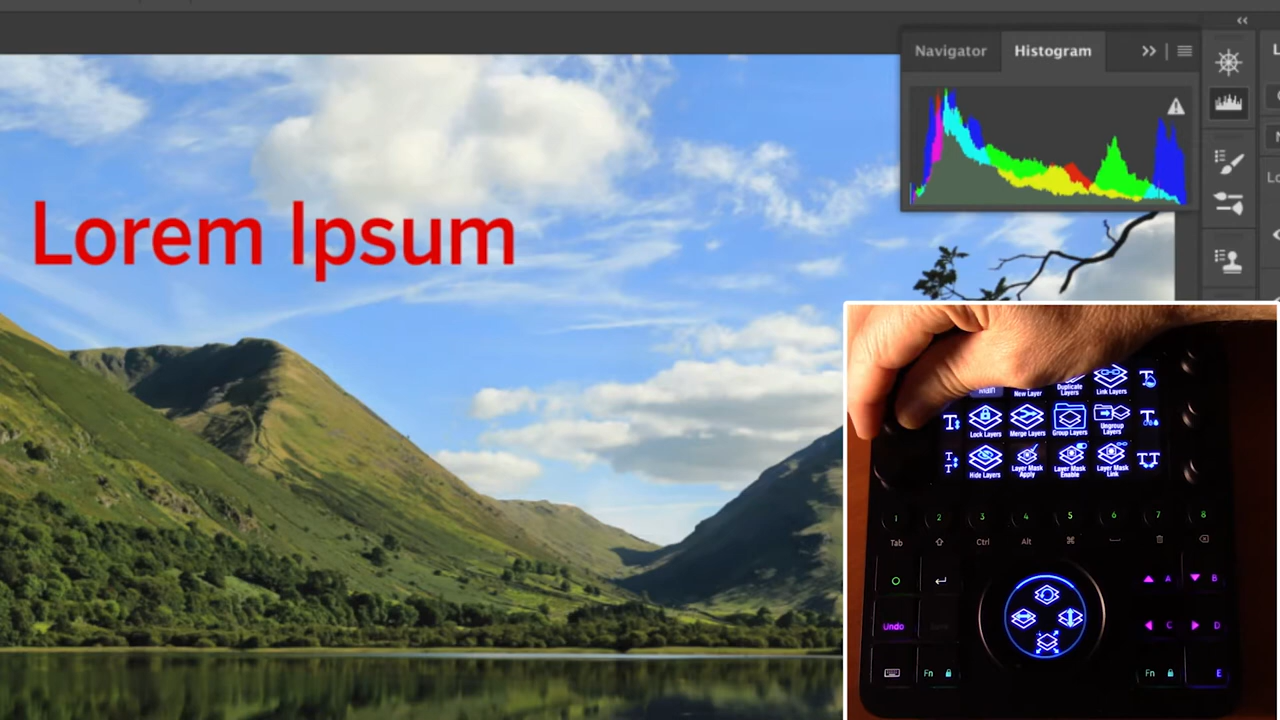 Navigator Histogram
Lorem Ipsum
Main New Layer Duplicate Layers Link Layers
Lock Layers Merge Layers Group Layers Ungroup Layers
Hide Layers Layer Mask Apply Layer Mask Enable Layer Mask Link
1 2 3 4 5 6 7 8
Tab Ctrl Alt
A B
Undo C D
Fn Fn E